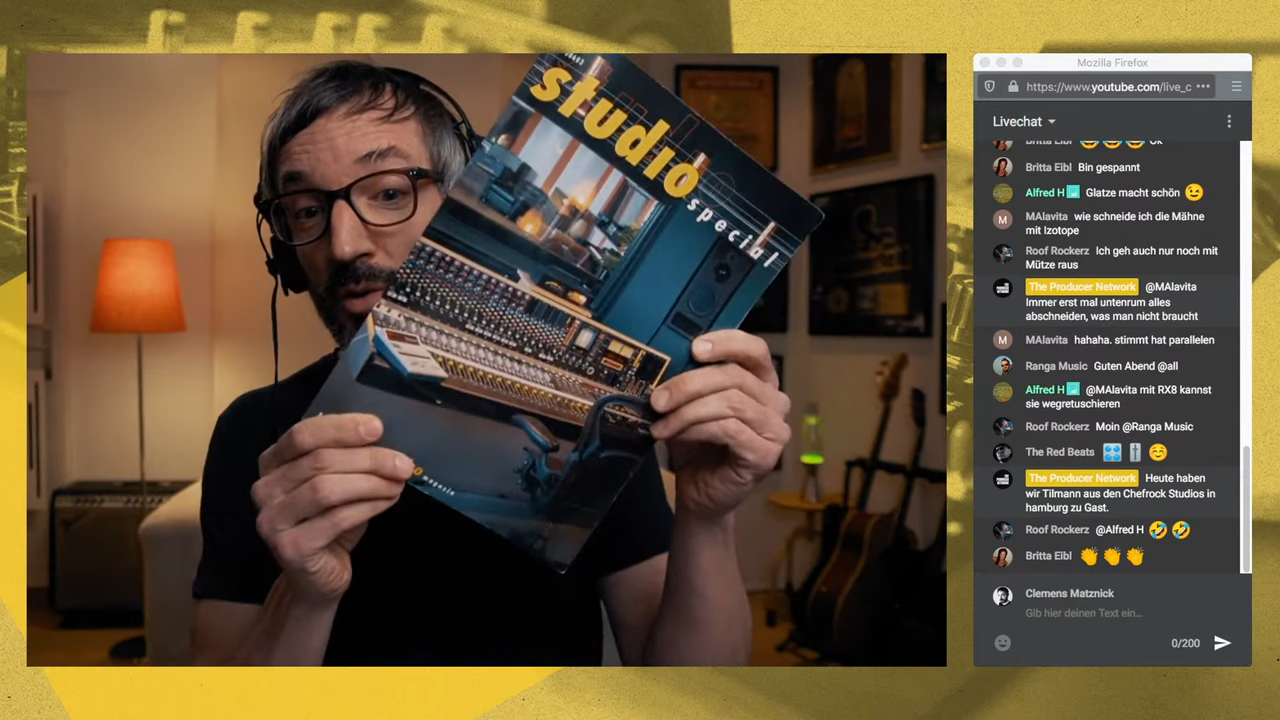 studio
special
magazin
Mozilla Firefox
https://www.youtube.com/live_c
Livechat
Britta Eibl Ok
Britta Eibl Bin gespannt
Alfred H Glatze macht schön 😉
M MAlavita wie schneide ich die Mähne
mit Izotope
Roof Rockerz Ich geh auch nur noch mit
Mütze raus
The Producer Network @MAlavita
Immer erst mal untenrum alles
abschneiden, was man nicht braucht
M MAlavita hahaha. stimmt hat parallelen
Ranga Music Guten Abend @all
Alfred H @MAlavita mit RX8 kannst
sie wegretuschieren
Roof Rockerz Moin @Ranga Music
The Red Beats 🎛️ 🎚️ ☺️
The Producer Network Heute haben
wir Tilmann aus den Chefrock Studios in
hamburg zu Gast.
Roof Rockerz @Alfred H 🤣 🤣
Britta Eibl 👏 👏 👏
Clemens Matznick
Gib hier deinen Text ein...
0/200